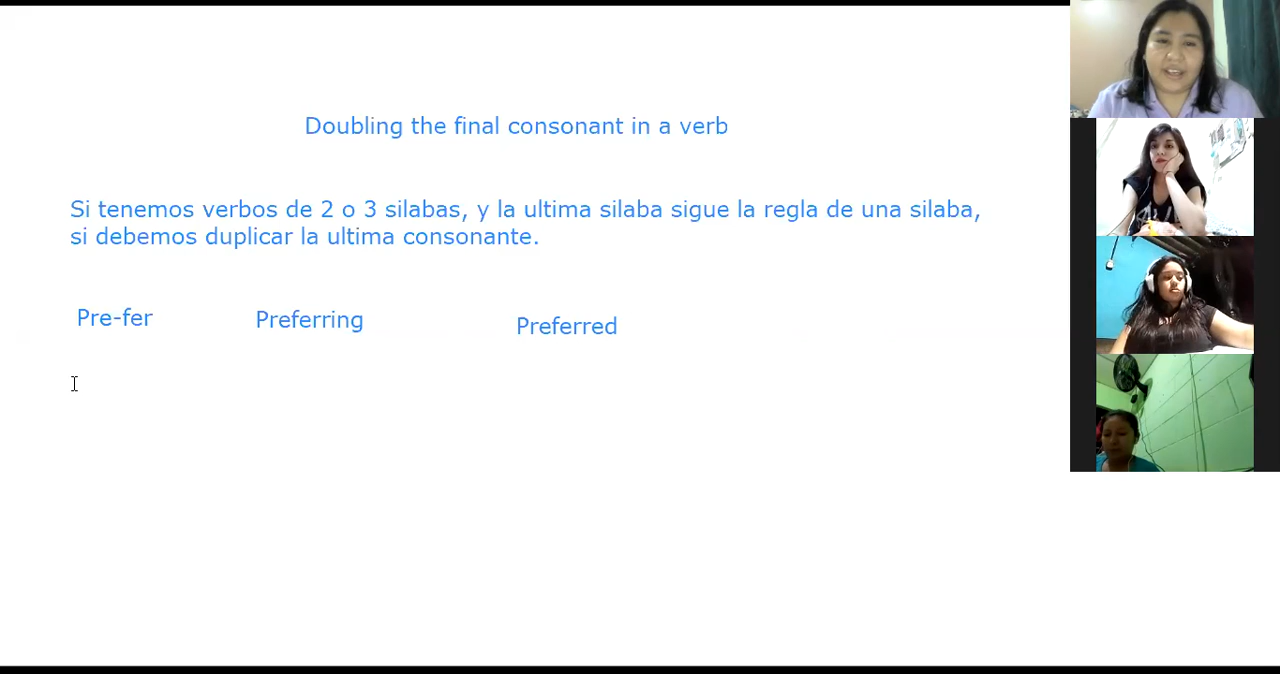 Doubling the final consonant in a verb
Si tenemos verbos de 2 o 3 silabas, y la ultima silaba sigue la regla de una silaba,
si debemos duplicar la ultima consonante.
Pre-fer Preferring Preferred